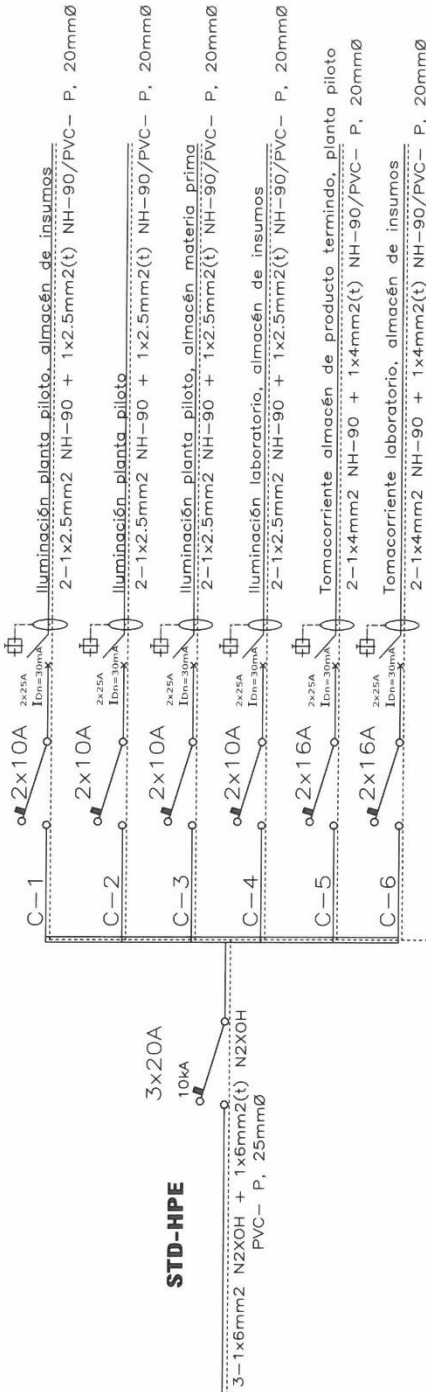 STD-HPE
3x20A
10kA
3-1x6mm2 N2XOH + 1x6mm2(t) N2XOH
PVC- P, 25mmØ
C-1
2x10A
2x25A
IDn=30mA
Iluminación planta piloto, almacén de insumos
2-1x2.5mm2 NH-90 + 1x2.5mm2(t) NH-90/PVC- P, 20mmØ
C-2
2x10A
2x25A
IDn=30mA
Iluminación planta piloto
2-1x2.5mm2 NH-90 + 1x2.5mm2(t) NH-90/PVC- P, 20mmØ
C-3
2x10A
2x25A
IDn=30mA
Iluminación planta piloto, almacén materia prima
2-1x2.5mm2 NH-90 + 1x2.5mm2(t) NH-90/PVC- P, 20mmØ
C-4
2x10A
2x25A
IDn=30mA
Iluminación laboratorio, almacén de insumos
2-1x2.5mm2 NH-90 + 1x2.5mm2(t) NH-90/PVC- P, 20mmØ
C-5
2x16A
2x25A
IDn=30mA
Tomacorriente almacén de producto termindo, planta piloto
2-1x4mm2 NH-90 + 1x4mm2(t) NH-90/PVC- P, 20mmØ
C-6
2x16A
2x25A
IDn=30mA
Tomacorriente laboratorio, almacén de insumos
2-1x4mm2 NH-90 + 1x4mm2(t) NH-90/PVC- P, 20mmØ